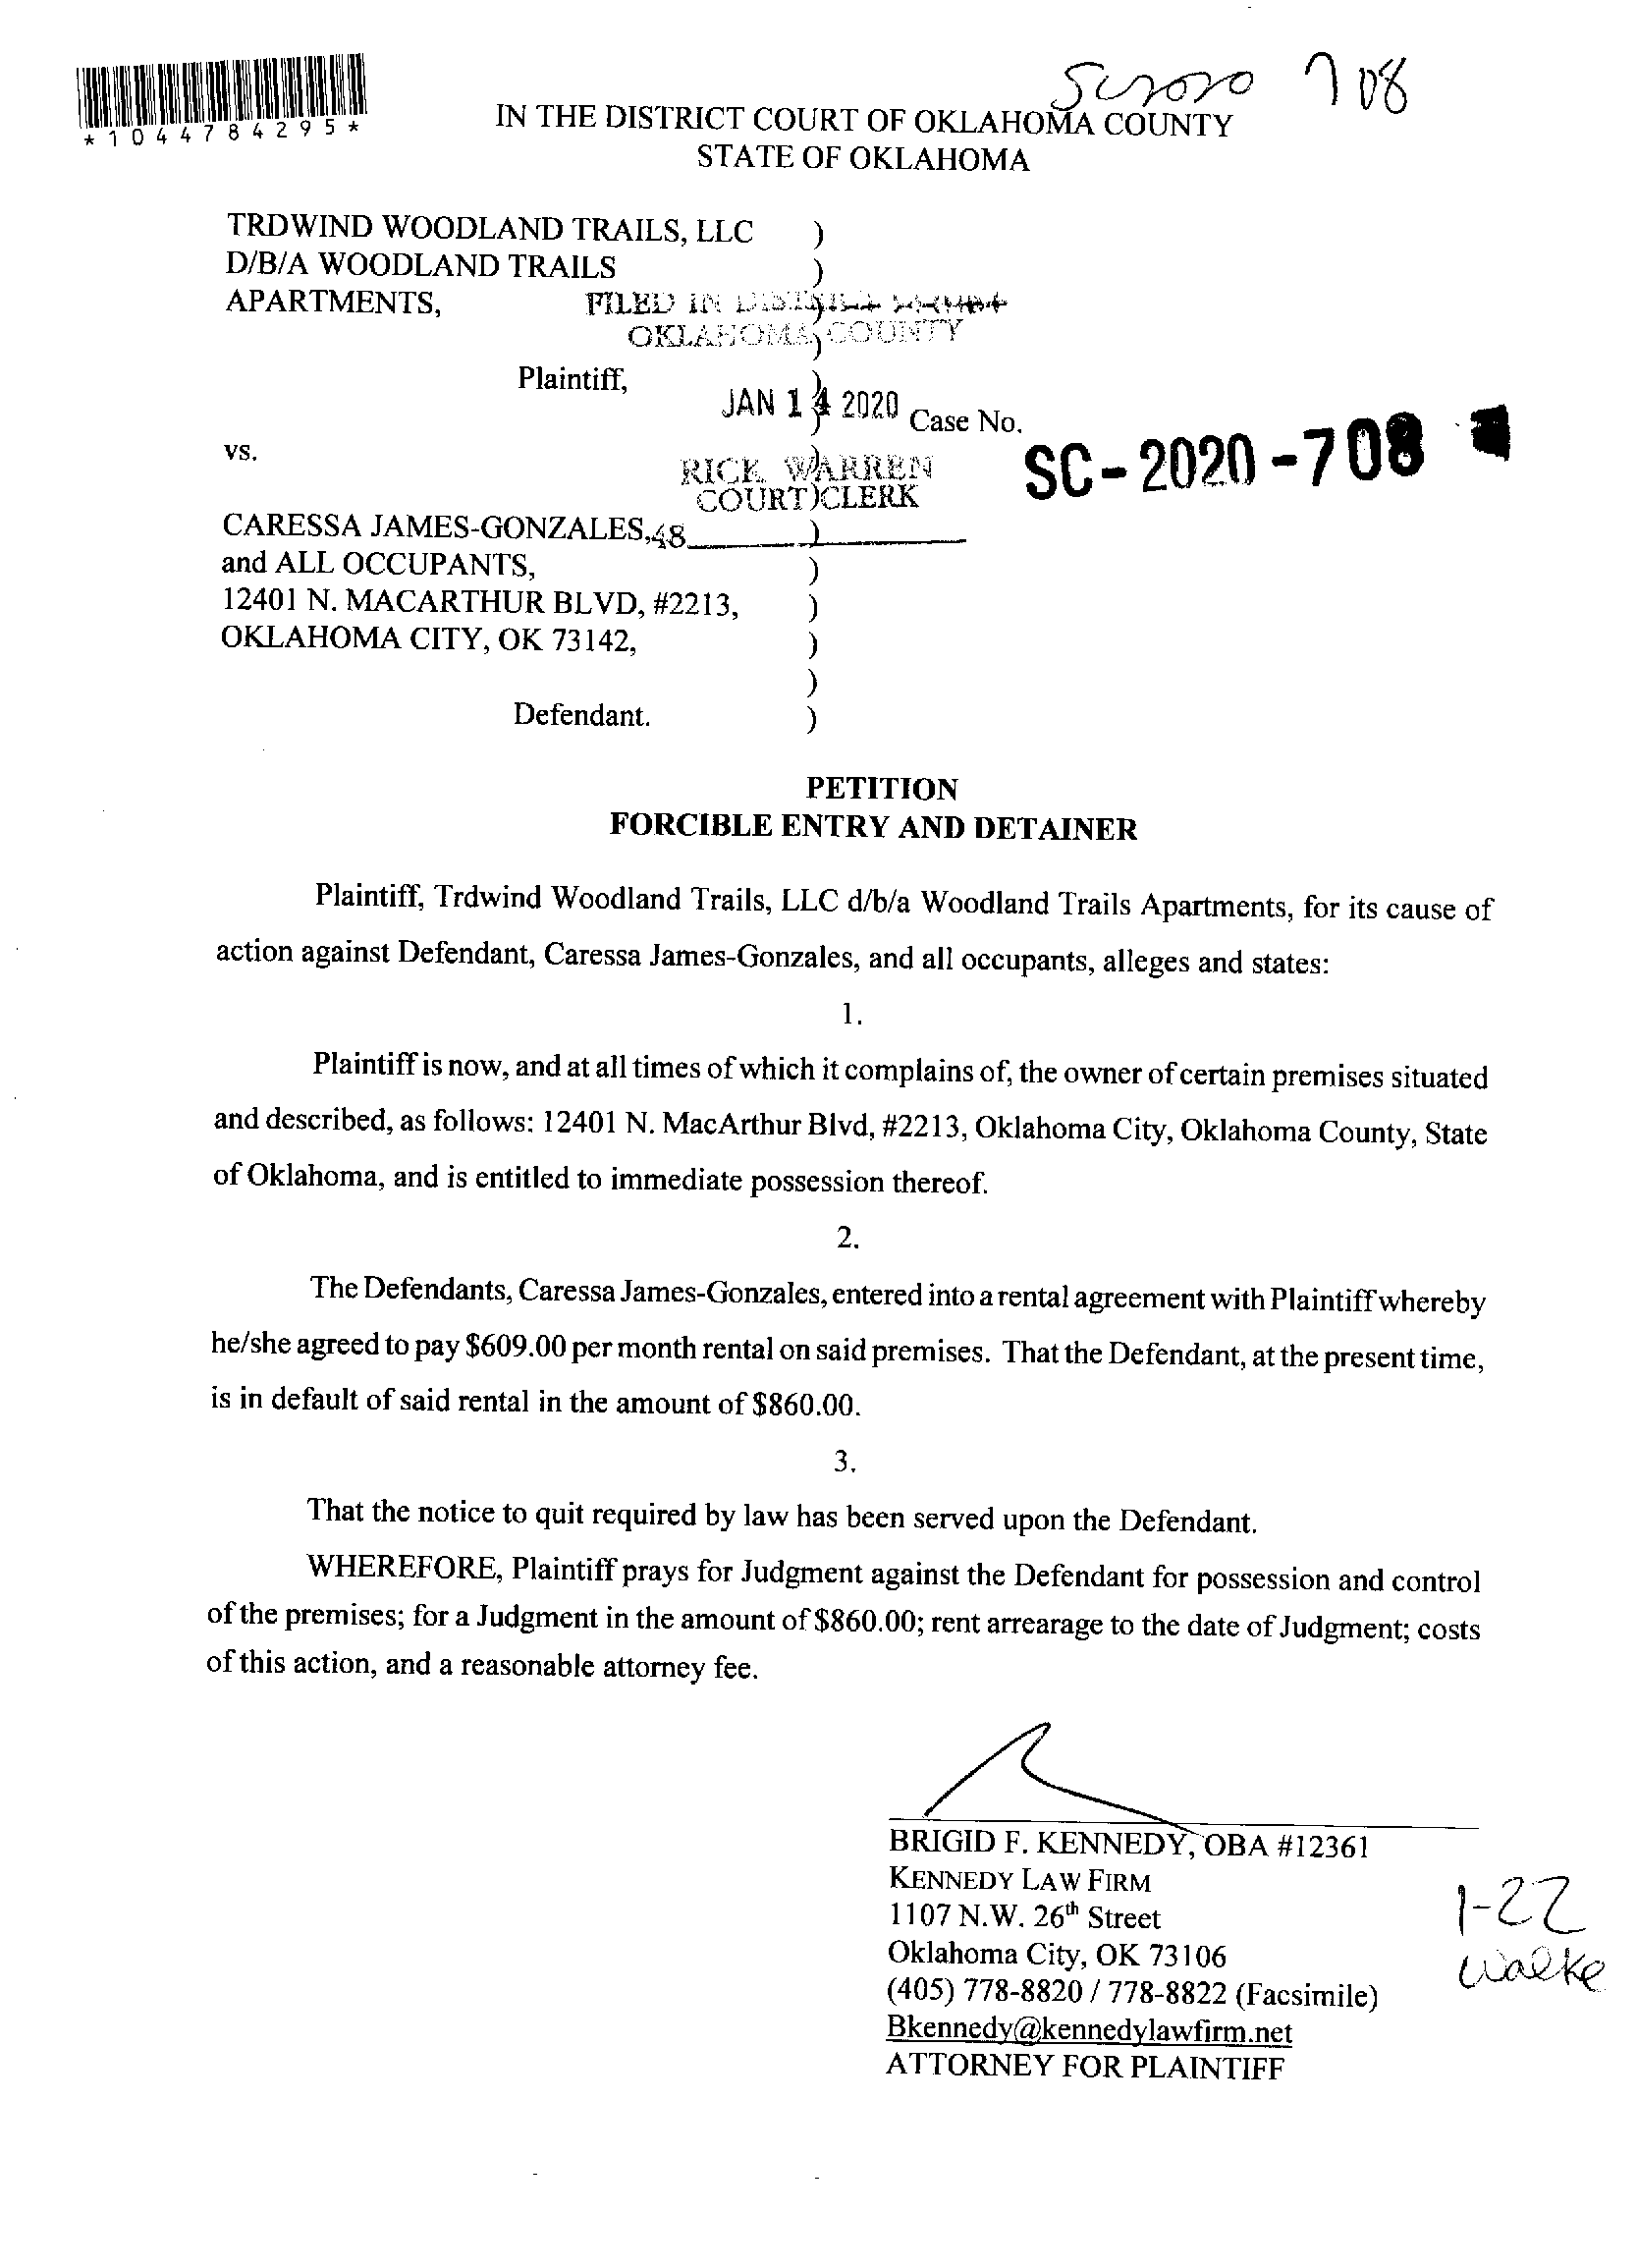 SC2020 708
*1044784295*
IN THE DISTRICT COURT OF OKLAHOMA COUNTY
STATE OF OKLAHOMA
TRDWIND WOODLAND TRAILS, LLC )
D/B/A WOODLAND TRAILS )
APARTMENTS, )
FILED IN DISTRICT
OKLAHOMA COUNTY
Plaintiff, )
JAN 14 2020
Case No.
SC-2020-708
vs. )
RICK WARREN
COURT CLERK
CARESSA JAMES-GONZALES, )
48
and ALL OCCUPANTS, )
12401 N. MACARTHUR BLVD, #2213, )
OKLAHOMA CITY, OK 73142, )
)
Defendant. )
PETITION
FORCIBLE ENTRY AND DETAINER
Plaintiff, Trdwind Woodland Trails, LLC d/b/a Woodland Trails Apartments, for its cause of
action against Defendant, Caressa James-Gonzales, and all occupants, alleges and states:
1.
Plaintiff is now, and at all times of which it complains of, the owner of certain premises situated
and described, as follows: 12401 N. MacArthur Blvd, #2213, Oklahoma City, Oklahoma County, State
of Oklahoma, and is entitled to immediate possession thereof.
2.
The Defendants, Caressa James-Gonzales, entered into a rental agreement with Plaintiff whereby
he/she agreed to pay $609.00 per month rental on said premises. That the Defendant, at the present time,
is in default of said rental in the amount of $860.00.
3.
That the notice to quit required by law has been served upon the Defendant.
WHEREFORE, Plaintiff prays for Judgment against the Defendant for possession and control
of the premises; for a Judgment in the amount of $860.00; rent arrearage to the date of Judgment; costs
of this action, and a reasonable attorney fee.
BRIGID F. KENNEDY, OBA #12361
KENNEDY LAW FIRM
1107 N.W. 26th Street
Oklahoma City, OK 73106
(405) 778-8820 / 778-8822 (Facsimile)
Bkennedy@kennedylawfirm.net
ATTORNEY FOR PLAINTIFF
1-22
Walke